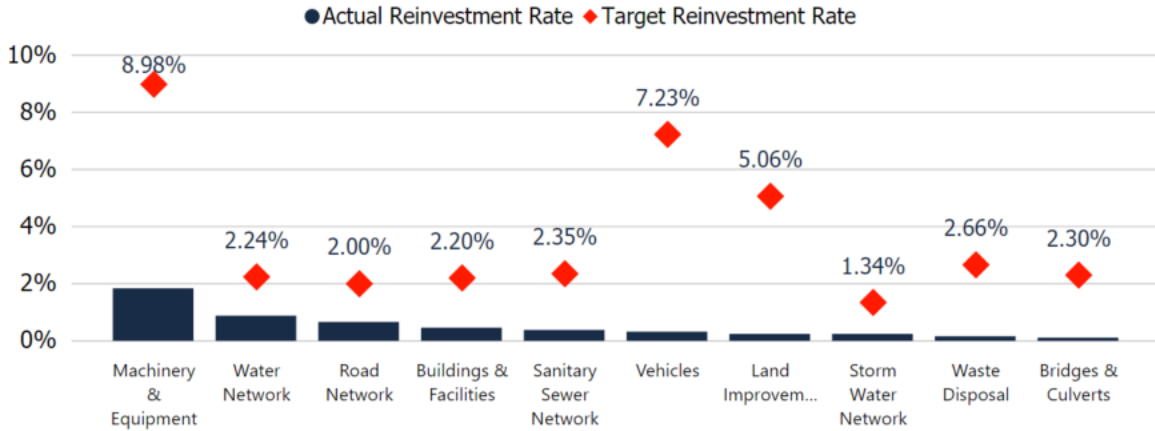 Actual Reinvestment Rate Target Reinvestment Rate
10%
8.98%
8%
7.23%
6%
5.06%
4%
2.24%
2.00%
2.20%
2.35%
1.34%
2.66%
2.30%
2%
0%
Machinery
&
Equipment
Water
Network
Road
Network
Buildings &
Facilities
Sanitary
Sewer
Network
Vehicles
Land
Improvem...
Storm
Water
Network
Waste
Disposal
Bridges &
Culverts